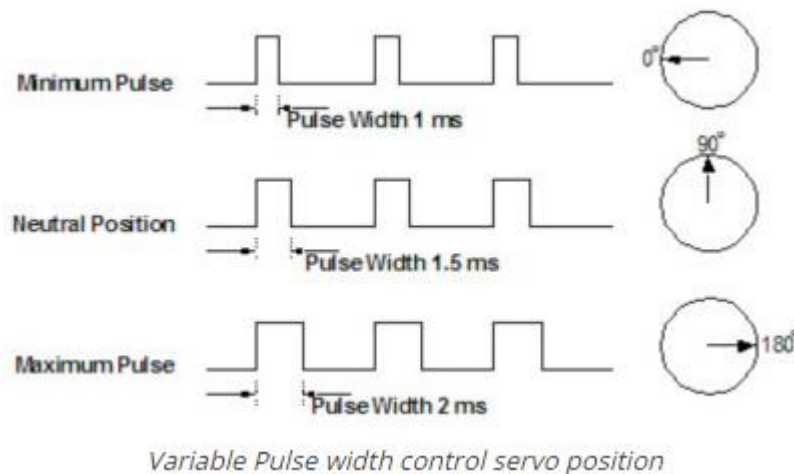 Minimum Pulse
Pulse Width 1 ms
0°
Neutral Position
Pulse Width 1.5 ms
90°
Maximum Pulse
Pulse Width 2 ms
180°
Variable Pulse width control servo position